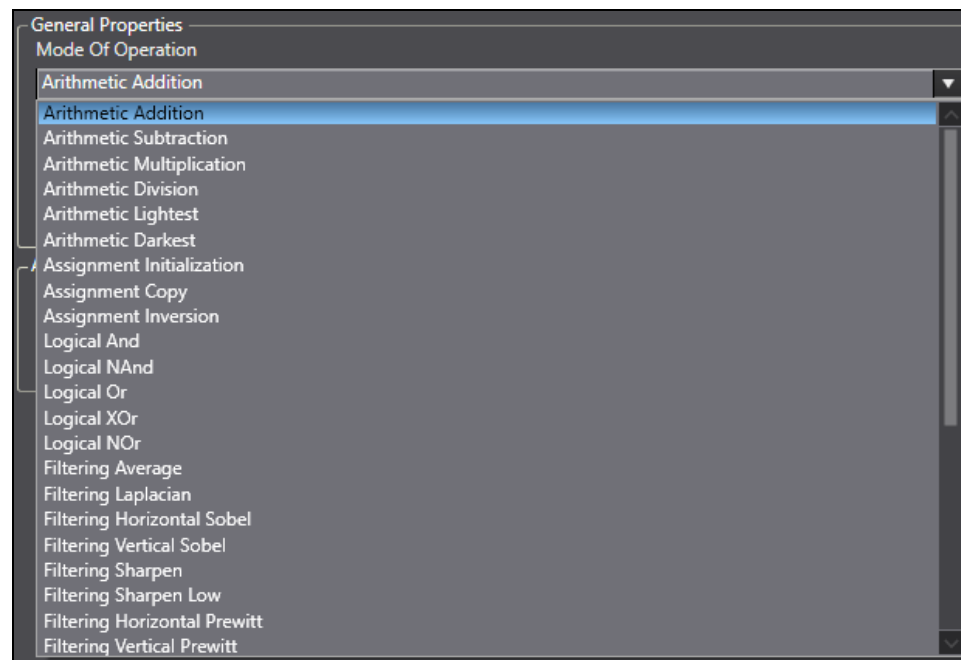 General Properties
Mode Of Operation
Arithmetic Addition
Arithmetic Addition
Arithmetic Subtraction
Arithmetic Multiplication
Arithmetic Division
Arithmetic Lightest
Arithmetic Darkest
Assignment Initialization
Assignment Copy
Assignment Inversion
Logical And
Logical NAnd
Logical Or
Logical XOr
Logical NOr
Filtering Average
Filtering Laplacian
Filtering Horizontal Sobel
Filtering Vertical Sobel
Filtering Sharpen
Filtering Sharpen Low
Filtering Horizontal Prewitt
Filtering Vertical Prewitt